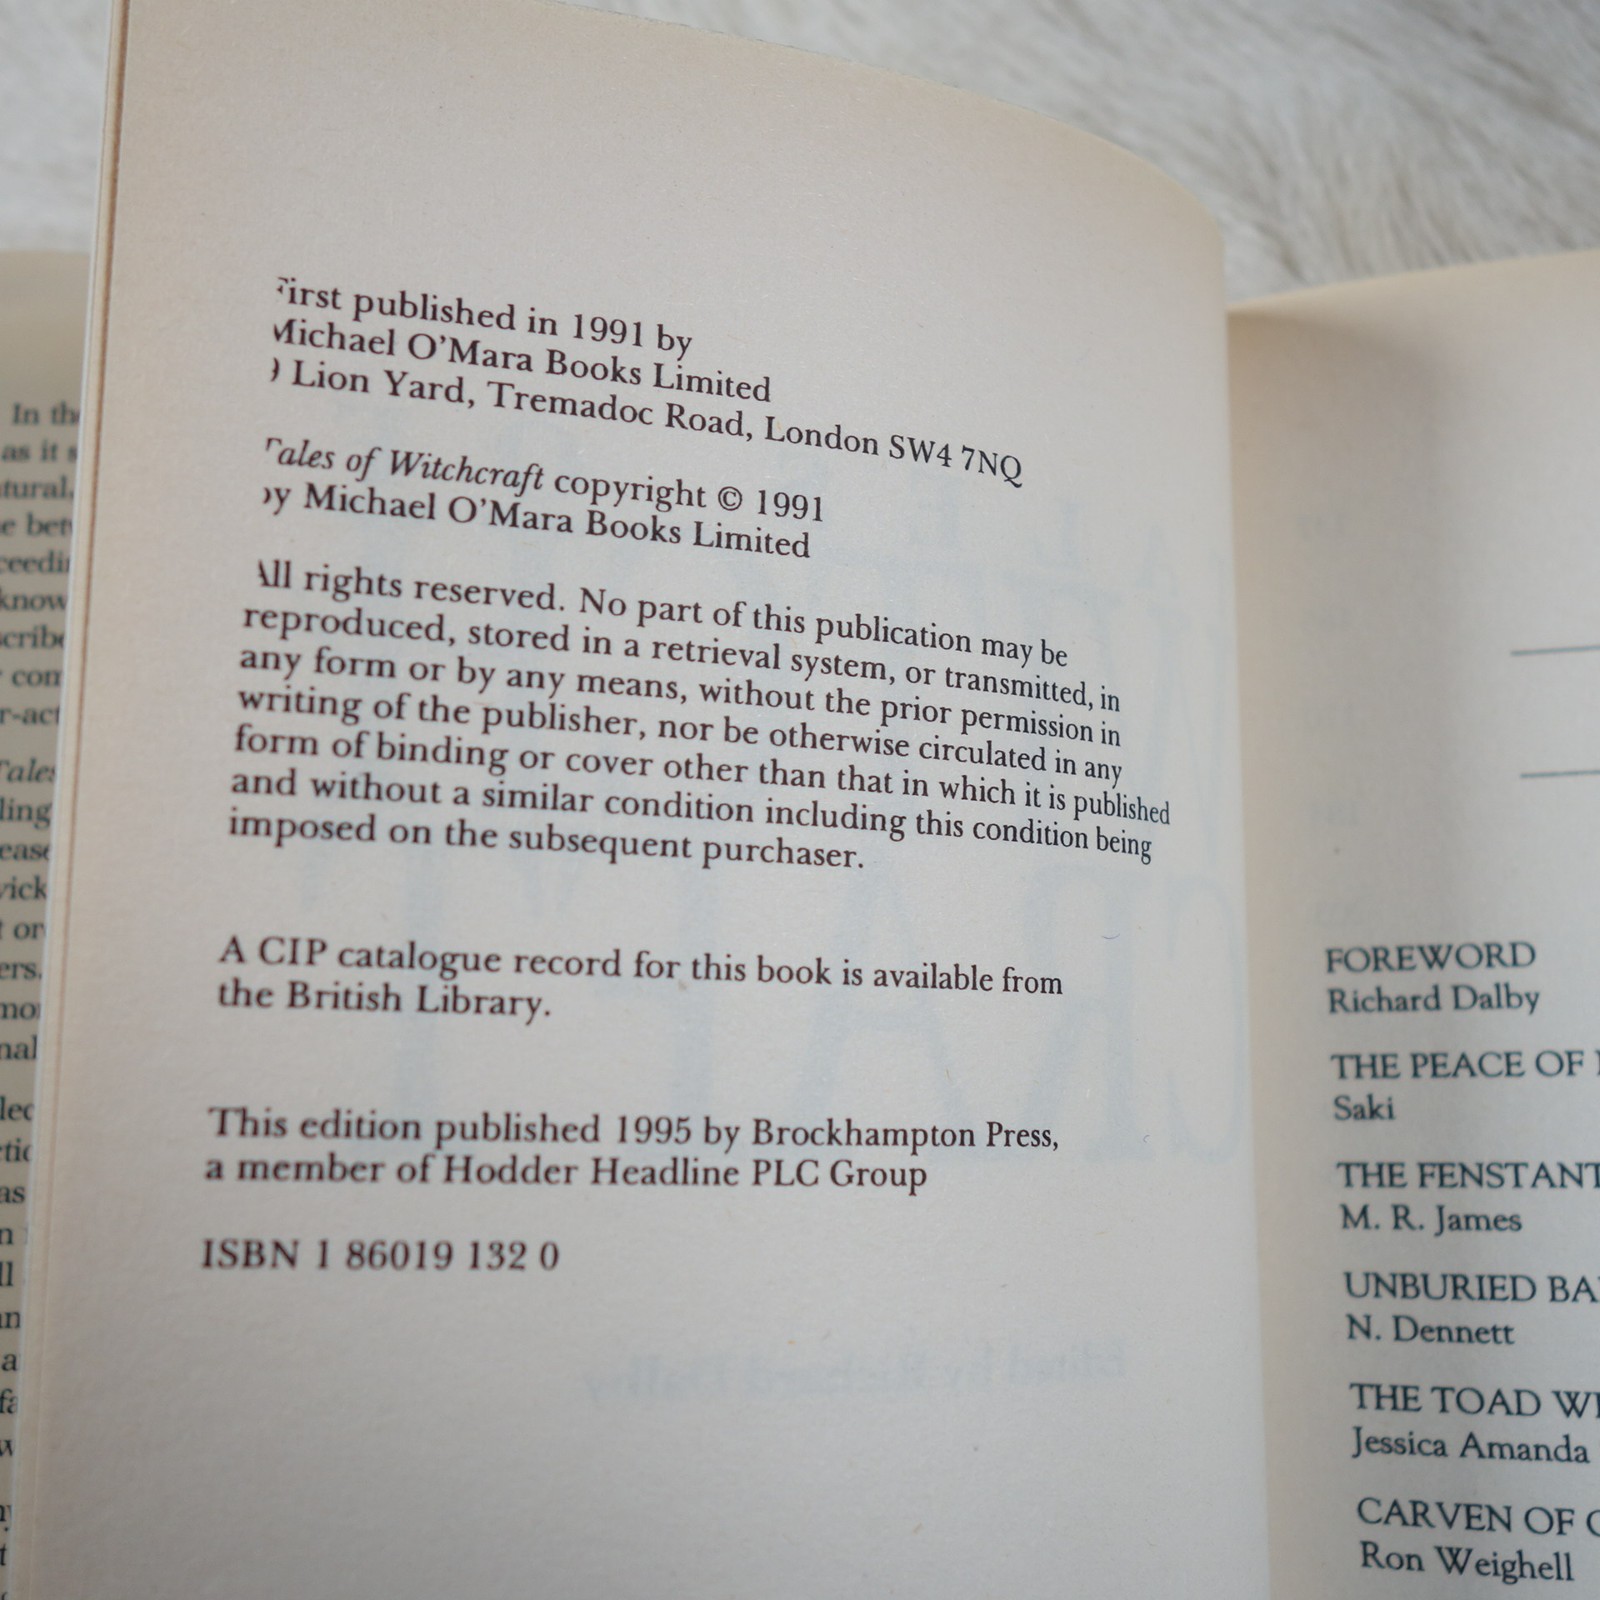 First published in 1991 by
Michael O'Mara Books Limited
9 Lion Yard, Tremadoc Road, London SW4 7NQ
Tales of Witchcraft copyright © 1991
by Michael O'Mara Books Limited
All rights reserved. No part of this publication may be
reproduced, stored in a retrieval system, or transmitted, in
any form or by any means, without the prior permission in
writing of the publisher, nor be otherwise circulated in any
form of binding or cover other than that in which it is published
and without a similar condition including this condition being
imposed on the subsequent purchaser.
A CIP catalogue record for this book is available from
the British Library.
This edition published 1995 by Brockhampton Press,
a member of Hodder Headline PLC Group
ISBN 1 86019 132 0
FOREWORD
Richard Dalby
THE PEACE OF
Saki
THE
M. R. James
UNBURIED
N. Dennett
THE TOAD
Jessica Amanda
CARVEN OF
Ron Weighell